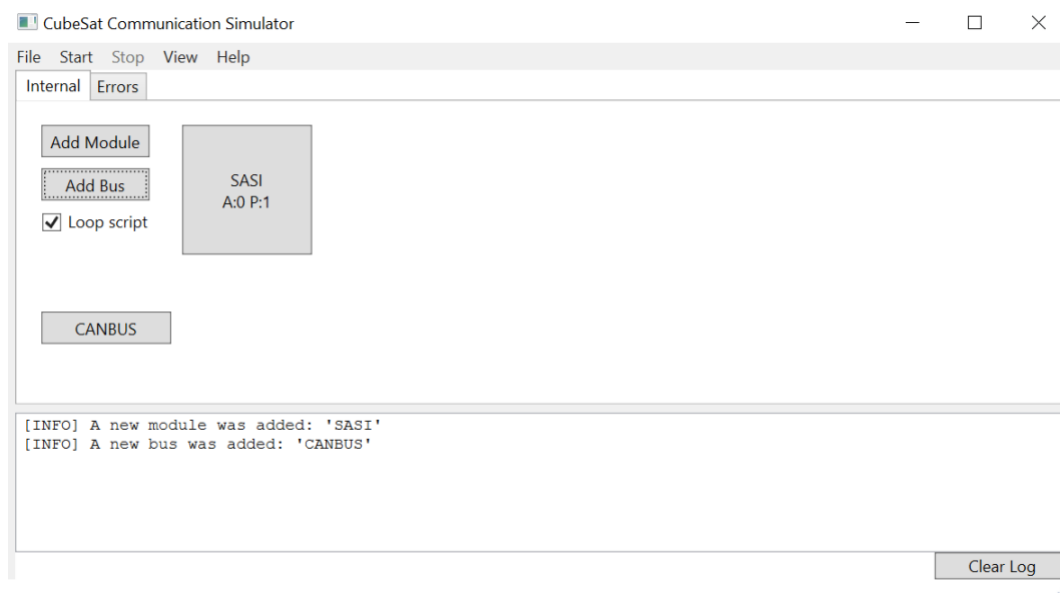 CubeSat Communication Simulator
File Start Stop View Help
Internal Errors
Add Module
Add Bus
Loop script
SASI
A:0 P:1
CANBUS
[INFO] A new module was added: 'SASI'
[INFO] A new bus was added: 'CANBUS'
Clear Log